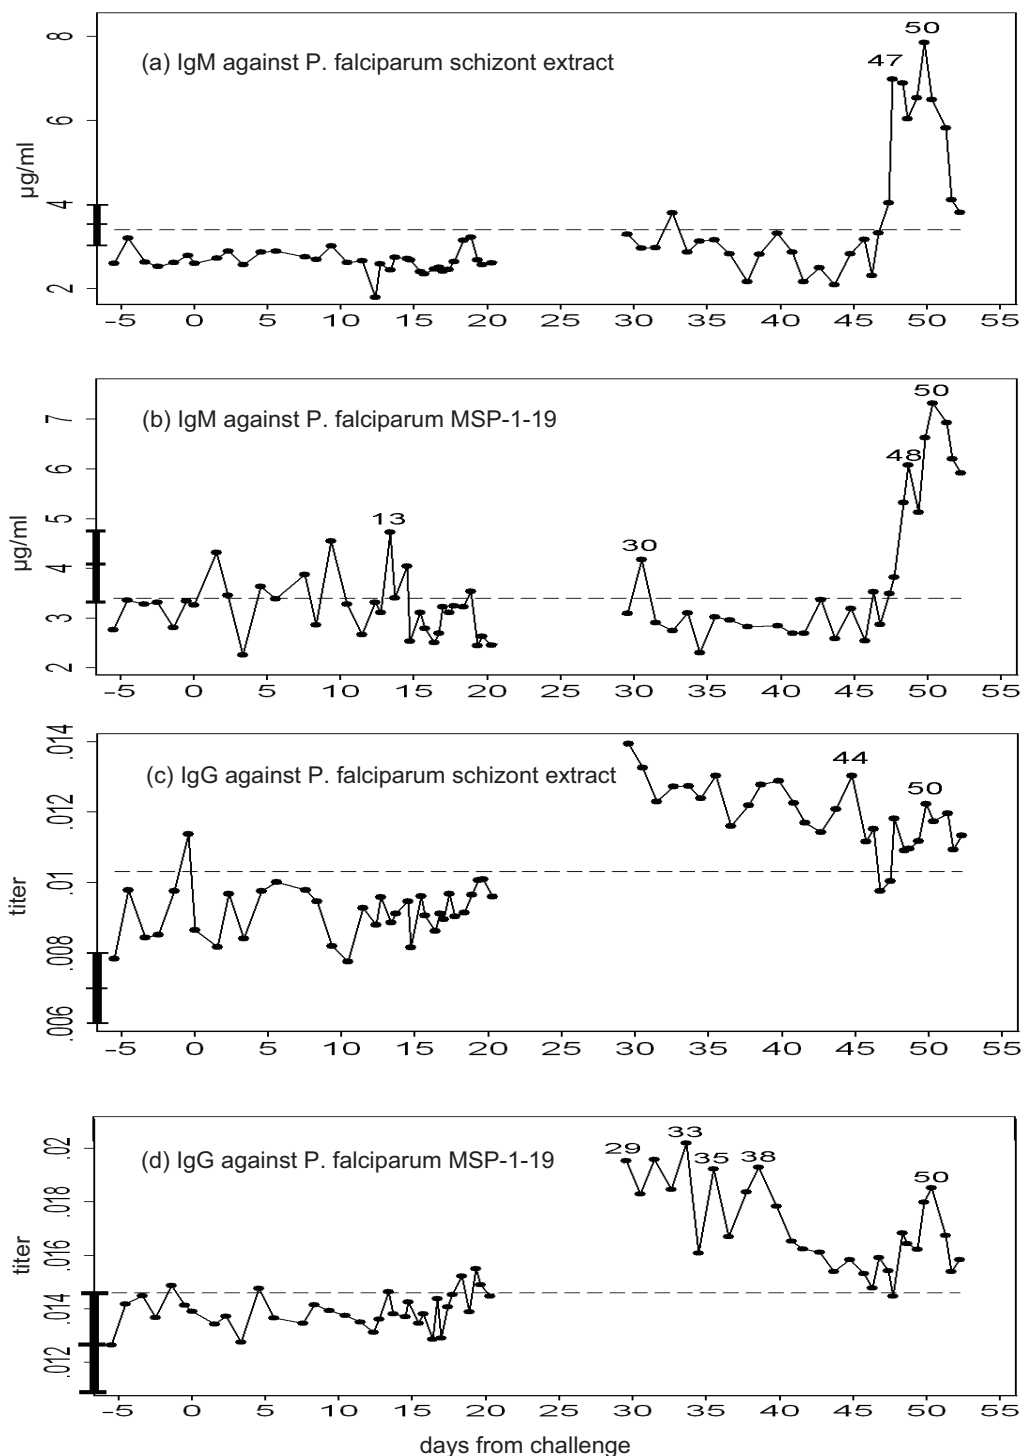 8
50
(a) IgM against P. falciparum schizont extract
47
6
µg/ml
4
2
-5 0 5 10 15 20 30 35 40 45 50 55
50
7
(b) IgM against P. falciparum MSP-1-19
48
6
13
5
µg/ml
30
4
3
2
-5 0 5 10 15 20 30 35 40 45 50 55
.014
(c) IgG against P. falciparum schizont extract
44
50
.012
titer
.01
.008
.006
-5 0 5 10 15 20 30 35 40 45 50 55
33
.02
(d) IgG against P. falciparum MSP-1-19
29 35 38
50
.018
titer
.016
.014
.012
-5 0 5 10 15 20 30 35 40 45 50 55
days from challenge